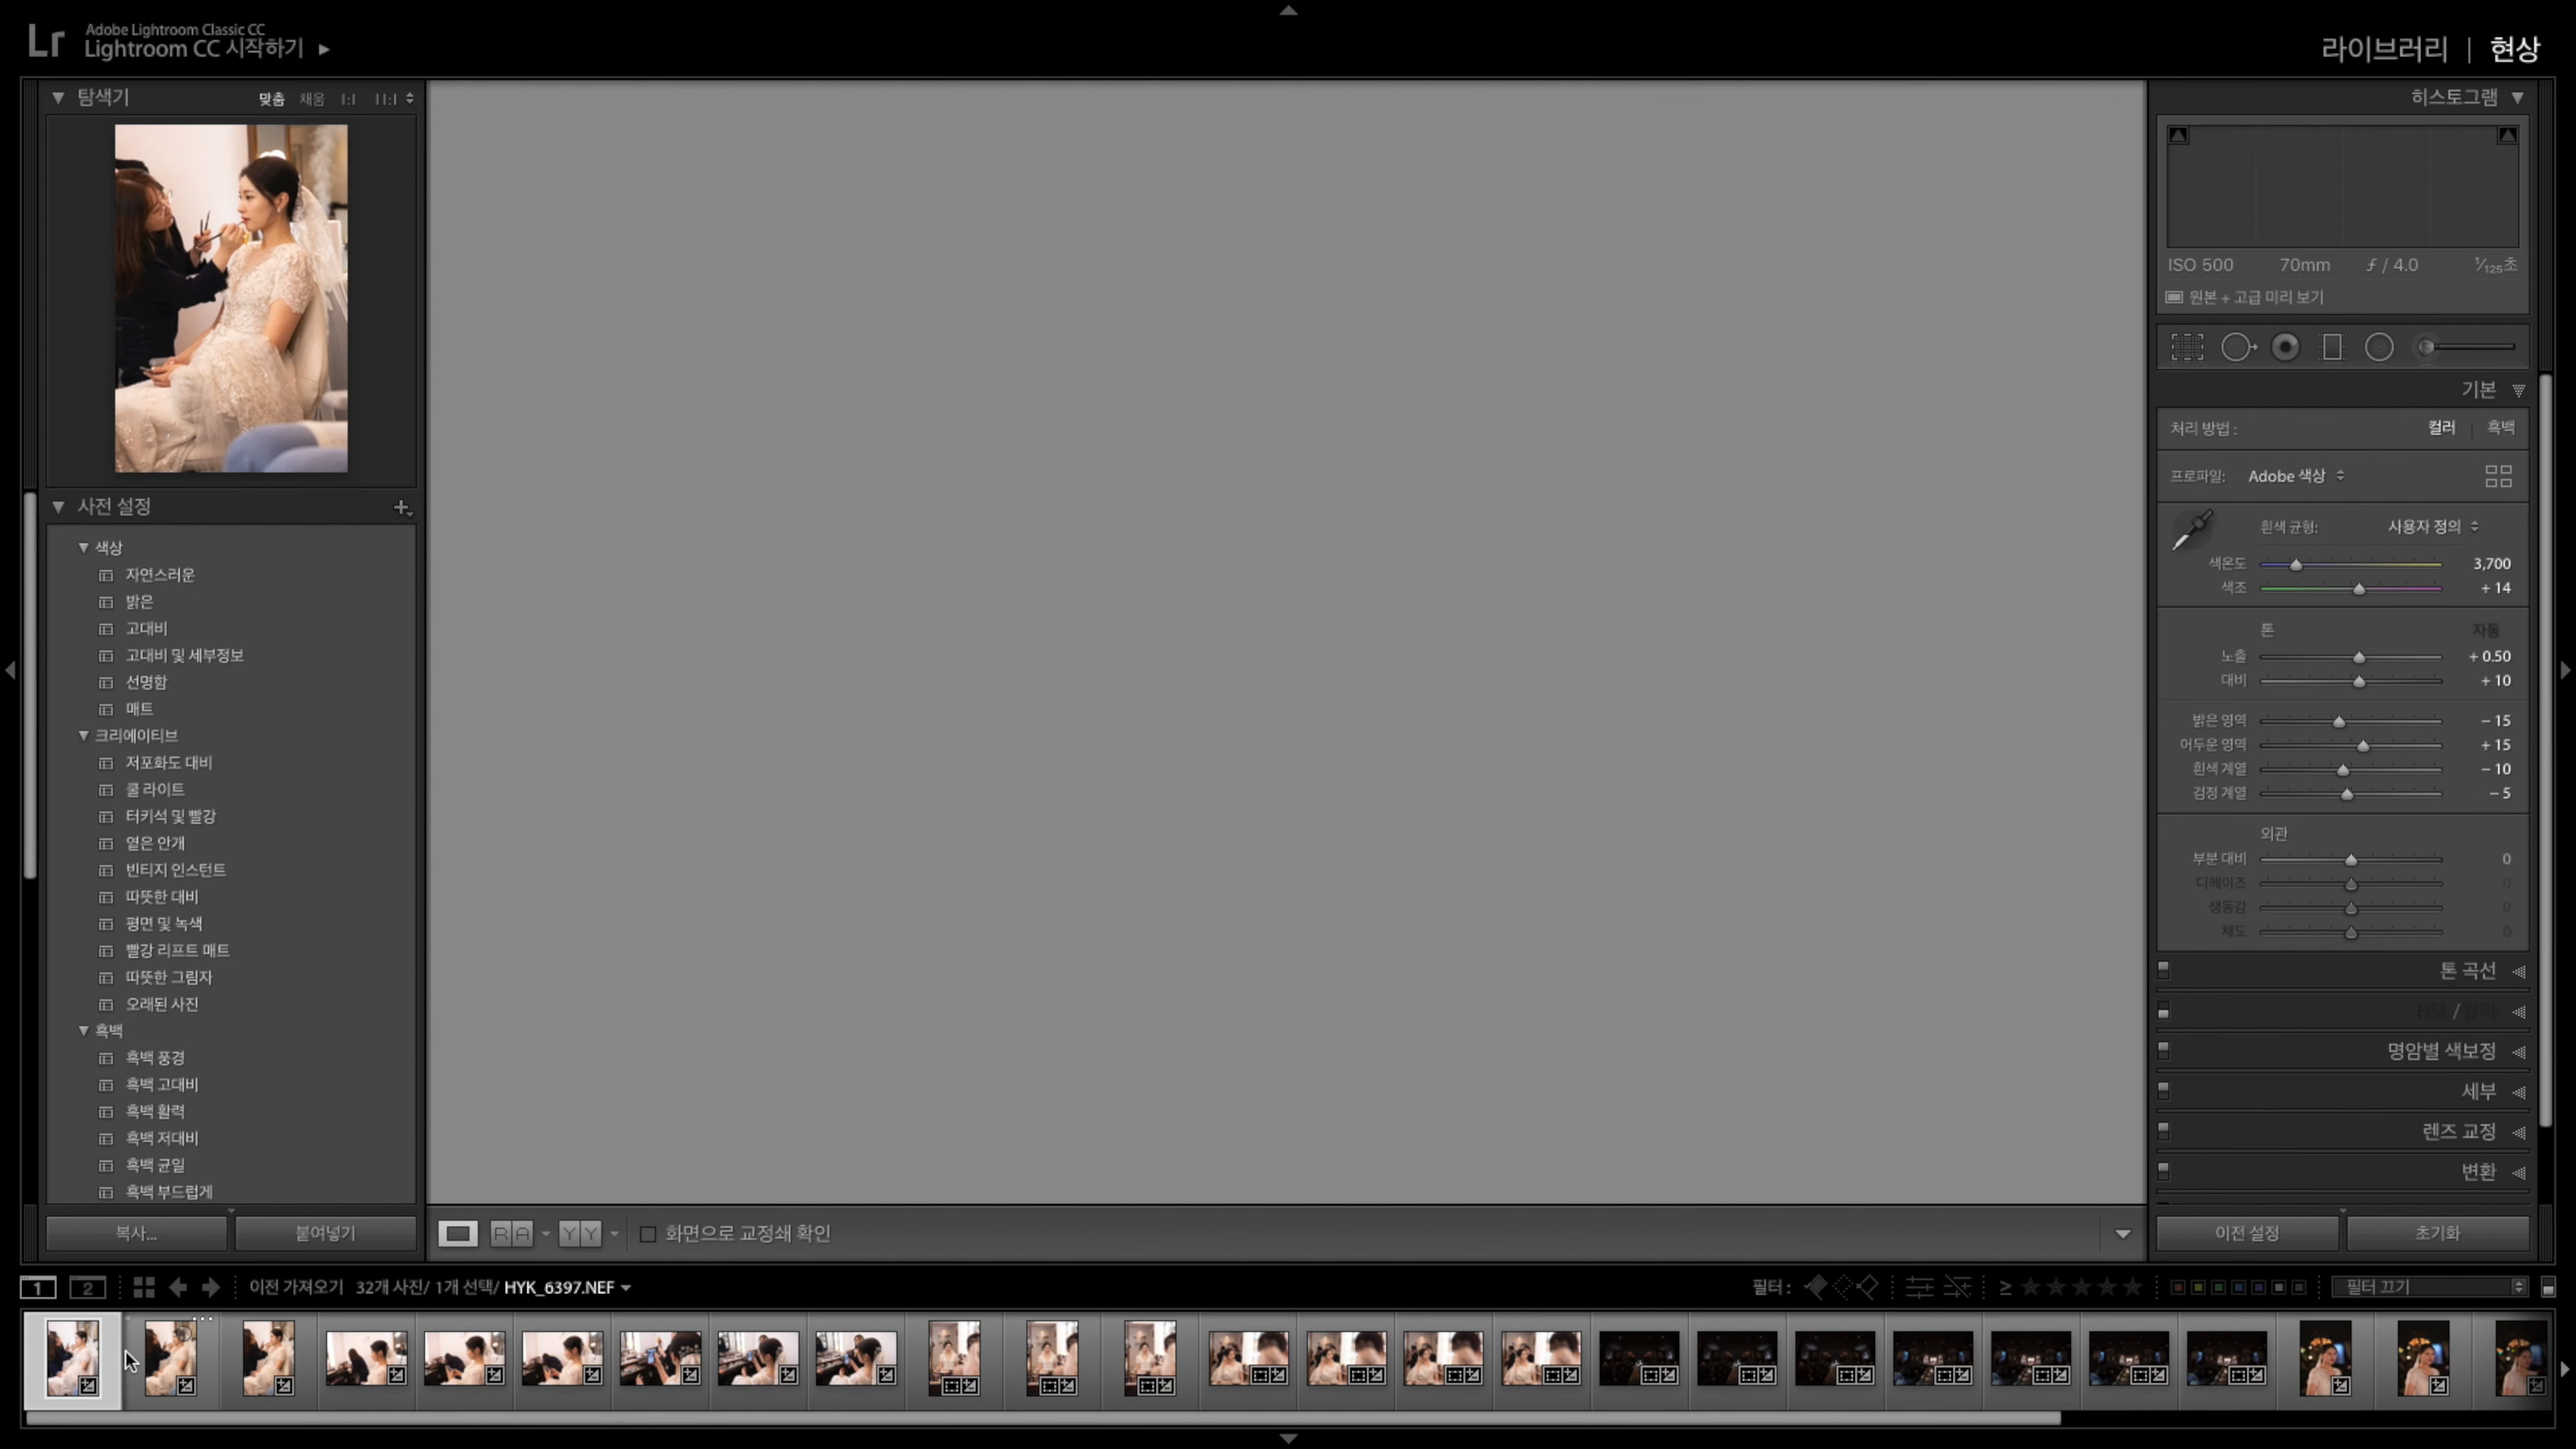 Lr
Adobe Lightroom Classic CC
Lightroom CC 시작하기 ▶
라이브러리 | 현상
탐색기
맞춤 채움 1:1 11:1
사전 설정
색상
자연스러운
밝은
고대비
고대비 및 세부정보
선명함
매트
크리에이티브
저포화도 대비
쿨 라이트
터키석 및 빨강
옅은 안개
빈티지 인스턴트
따뜻한 대비
평면 및 녹색
빨강 리프트 매트
따뜻한 그림자
오래된 사진
흑백
흑백 풍경
흑백 고대비
흑백 활력
흑백 저대비
흑백 균일
흑백 부드럽게
복사... 붙여넣기
R A Y Y 화면으로 교정쇄 확인
히스토그램
ISO 500 70mm ƒ / 4.0 1/125초
원본 + 고급 미리 보기
기본
처리 방법 : 컬러 흑백
프로파일: Adobe 색상
흰색 균형: 사용자 정의
색온도 3,700
색조 + 14
톤 자동
노출 + 0.50
대비 + 10
밝은 영역 − 15
어두운 영역 + 15
흰색 계열 − 10
검정 계열 − 5
외관
부분 대비 0
디헤이즈 0
생동감 0
채도 0
톤 곡선
HSL / 컬러
명암별 색보정
세부
렌즈 교정
변환
이전 설정 초기화
1 2 이전 가져오기 32개 사진/ 1개 선택/ HYK_6397.NEF
필터 : ≥ ★★★★★ 필터 끄기